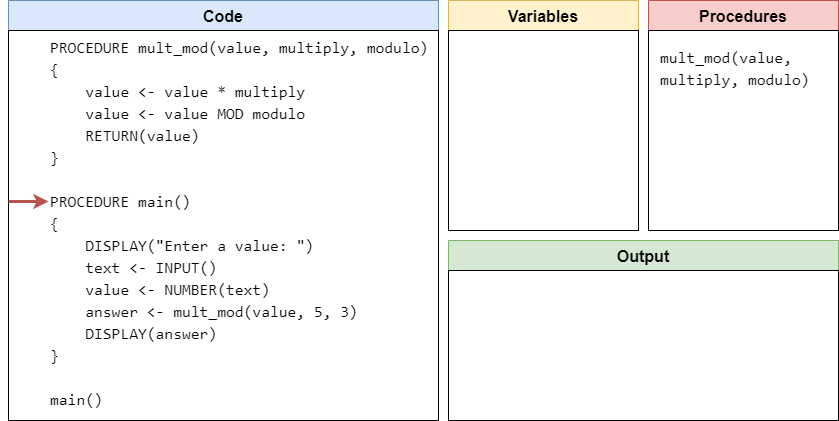 Code
PROCEDURE mult_mod(value, multiply, modulo)
{
    value <- value * multiply
    value <- value MOD modulo
    RETURN(value)
}
PROCEDURE main()
{
    DISPLAY("Enter a value: ")
    text <- INPUT()
    value <- NUMBER(text)
    answer <- mult_mod(value, 5, 3)
    DISPLAY(answer)
}
main()
Variables
Procedures
mult_mod(value,
multiply, modulo)
Output